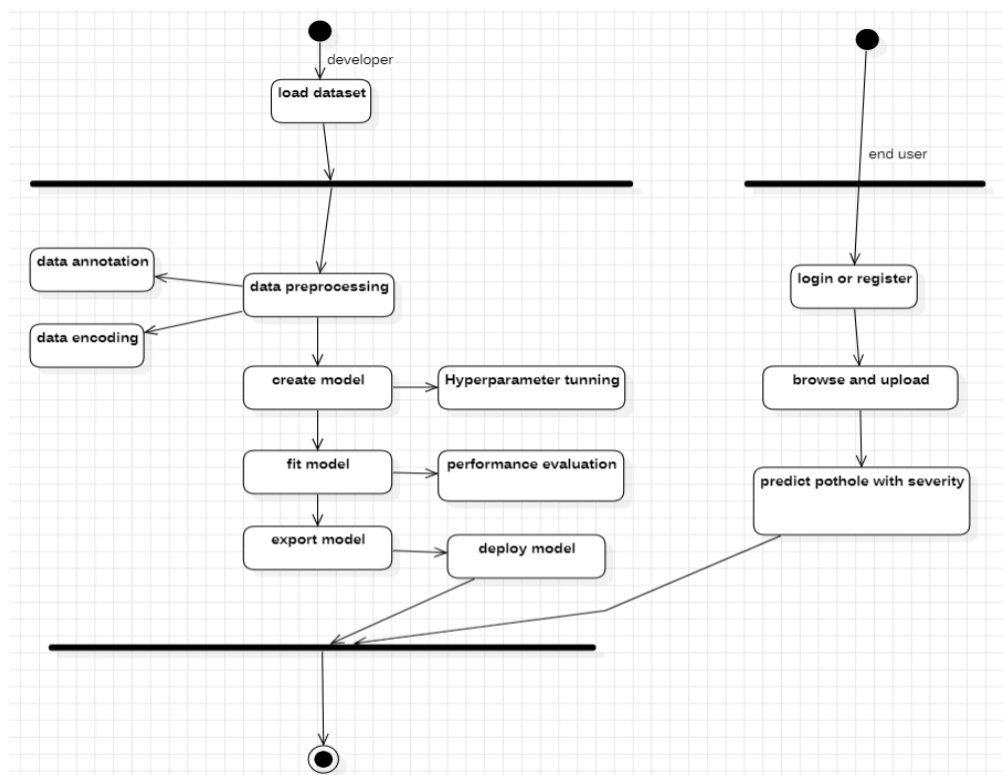 developer
load dataset
end user
data annotation
data preprocessing
login or register
data encoding
create model
Hyperparameter tunning
browse and upload
fit model
performance evaluation
predict pothole with severity
export model
deploy model